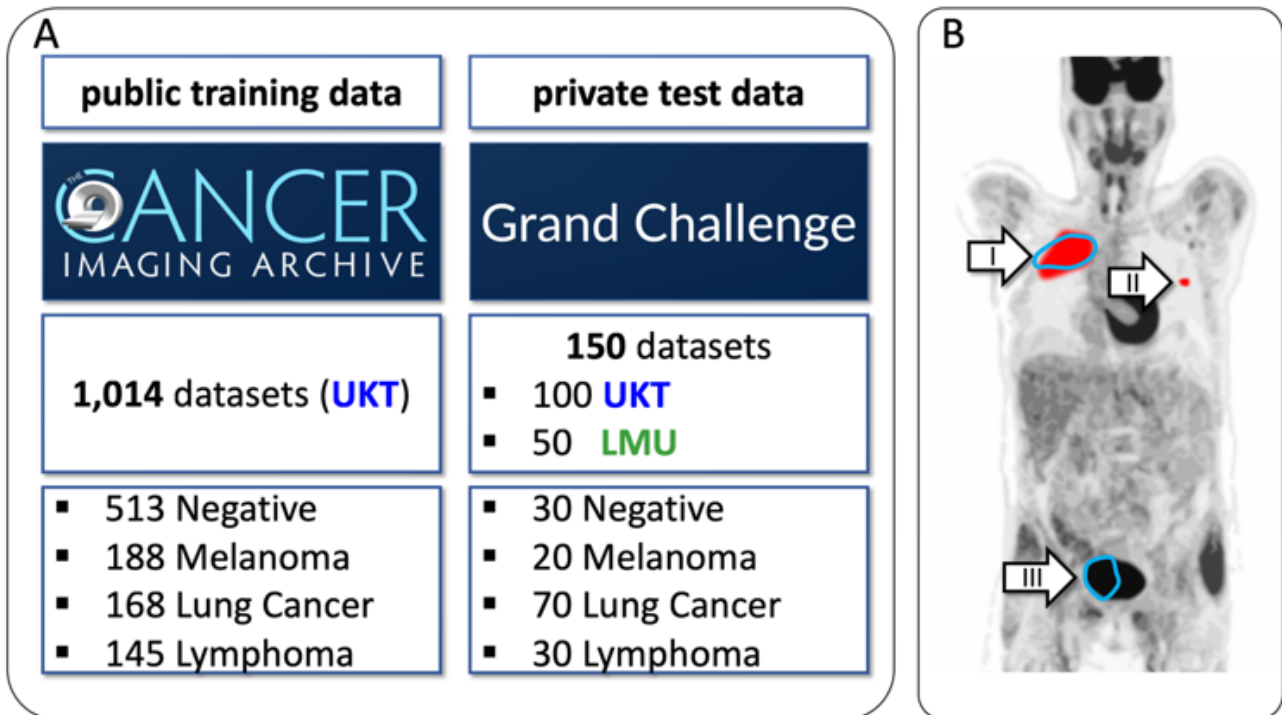 A
public training data
THE
CANCER
IMAGING ARCHIVE
1,014 datasets (UKT)
▪ 513 Negative
▪ 188 Melanoma
▪ 168 Lung Cancer
▪ 145 Lymphoma
private test data
Grand Challenge
150 datasets
▪ 100 UKT
▪ 50 LMU
▪ 30 Negative
▪ 20 Melanoma
▪ 70 Lung Cancer
▪ 30 Lymphoma
B
I
II
III